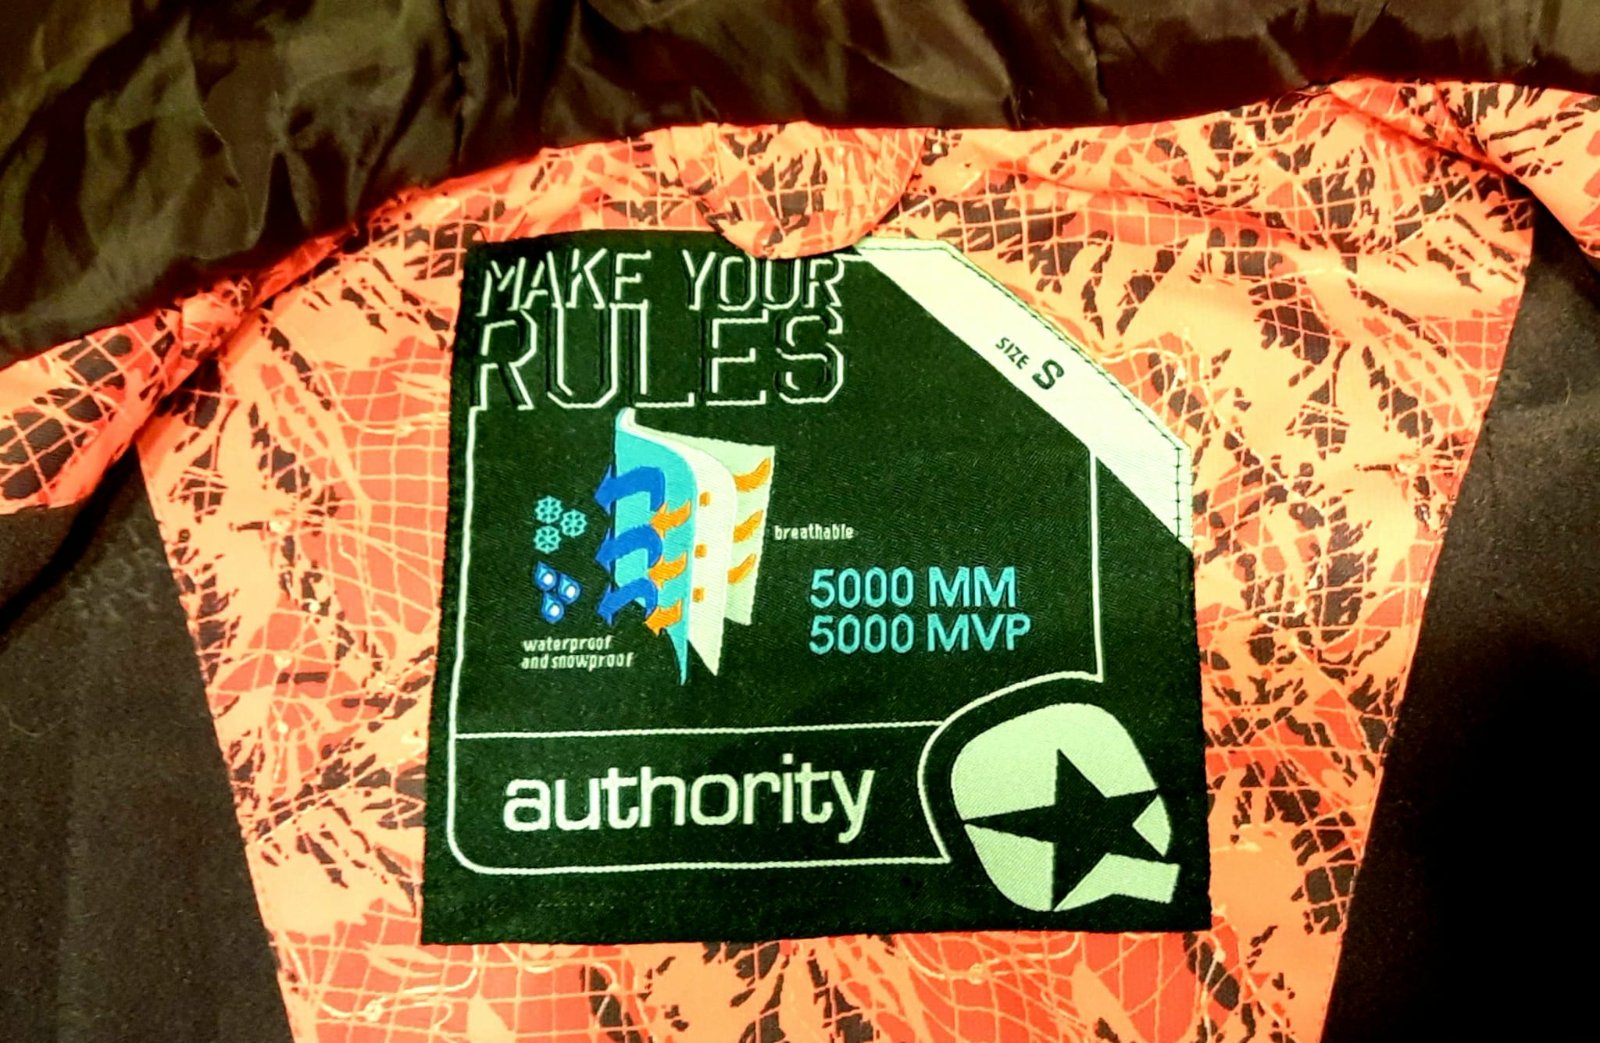 MAKE YOUR
RULES
SIZE S
breathable
5000 MM
5000 MVP
waterproof
and snowproof
authority